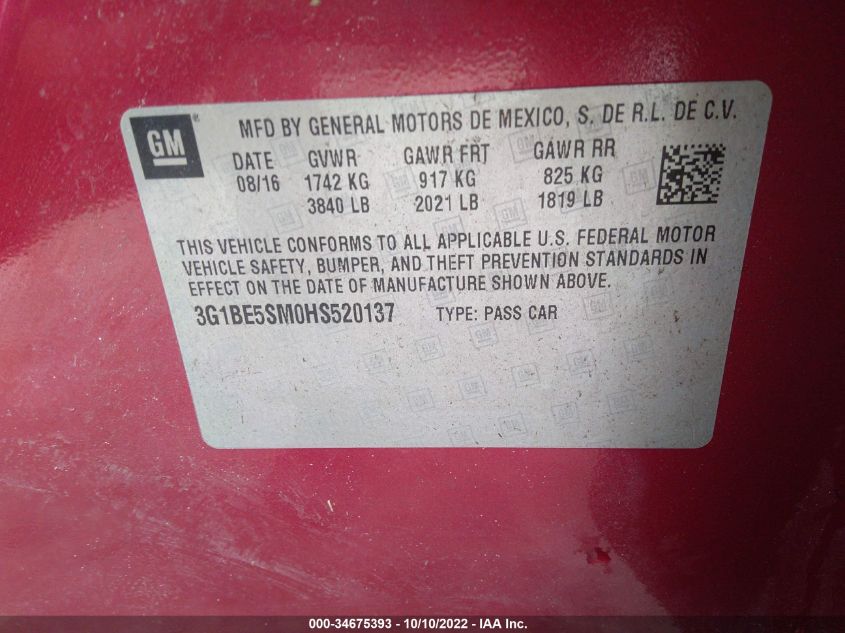 GM®
MFD BY GENERAL MOTORS DE MEXICO, S. DE R.L. DE C.V.
DATE GVWR GAWR FRT GAWR RR
08/16 1742 KG 917 KG 825 KG
3840 LB 2021 LB 1819 LB
THIS VEHICLE CONFORMS TO ALL APPLICABLE U.S. FEDERAL MOTOR
VEHICLE SAFETY, BUMPER, AND THEFT PREVENTION STANDARDS IN
EFFECT ON THE DATE OF MANUFACTURE SHOWN ABOVE.
3G1BE5SM0HS520137 TYPE: PASS CAR
000-34675393 - 10/10/2022 - IAA Inc.